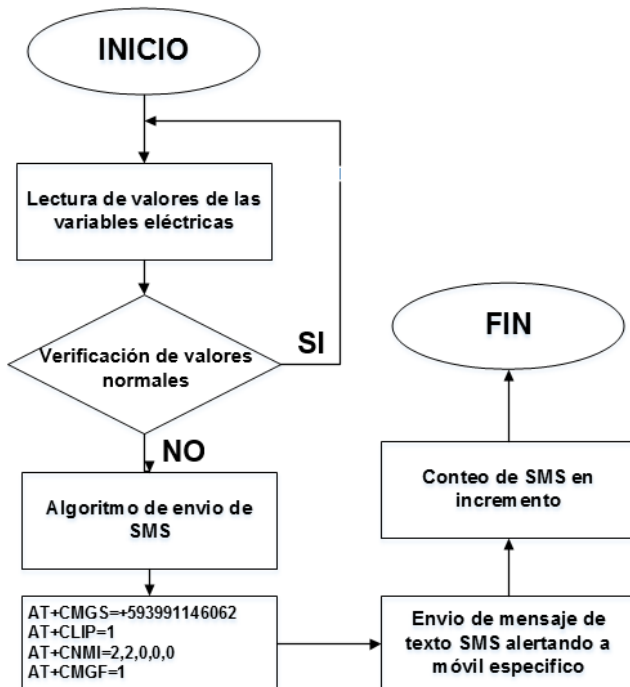 INICIO
Lectura de valores de las
variables eléctricas
Verificación de valores
normales
SI
NO
Algoritmo de envio de
SMS
AT+CMGS=+593991146062
AT+CLIP=1
AT+CNMI=2,2,0,0,0
AT+CMGF=1
Envio de mensaje de
texto SMS alertando a
móvil específico
Conteo de SMS en
incremento
FIN